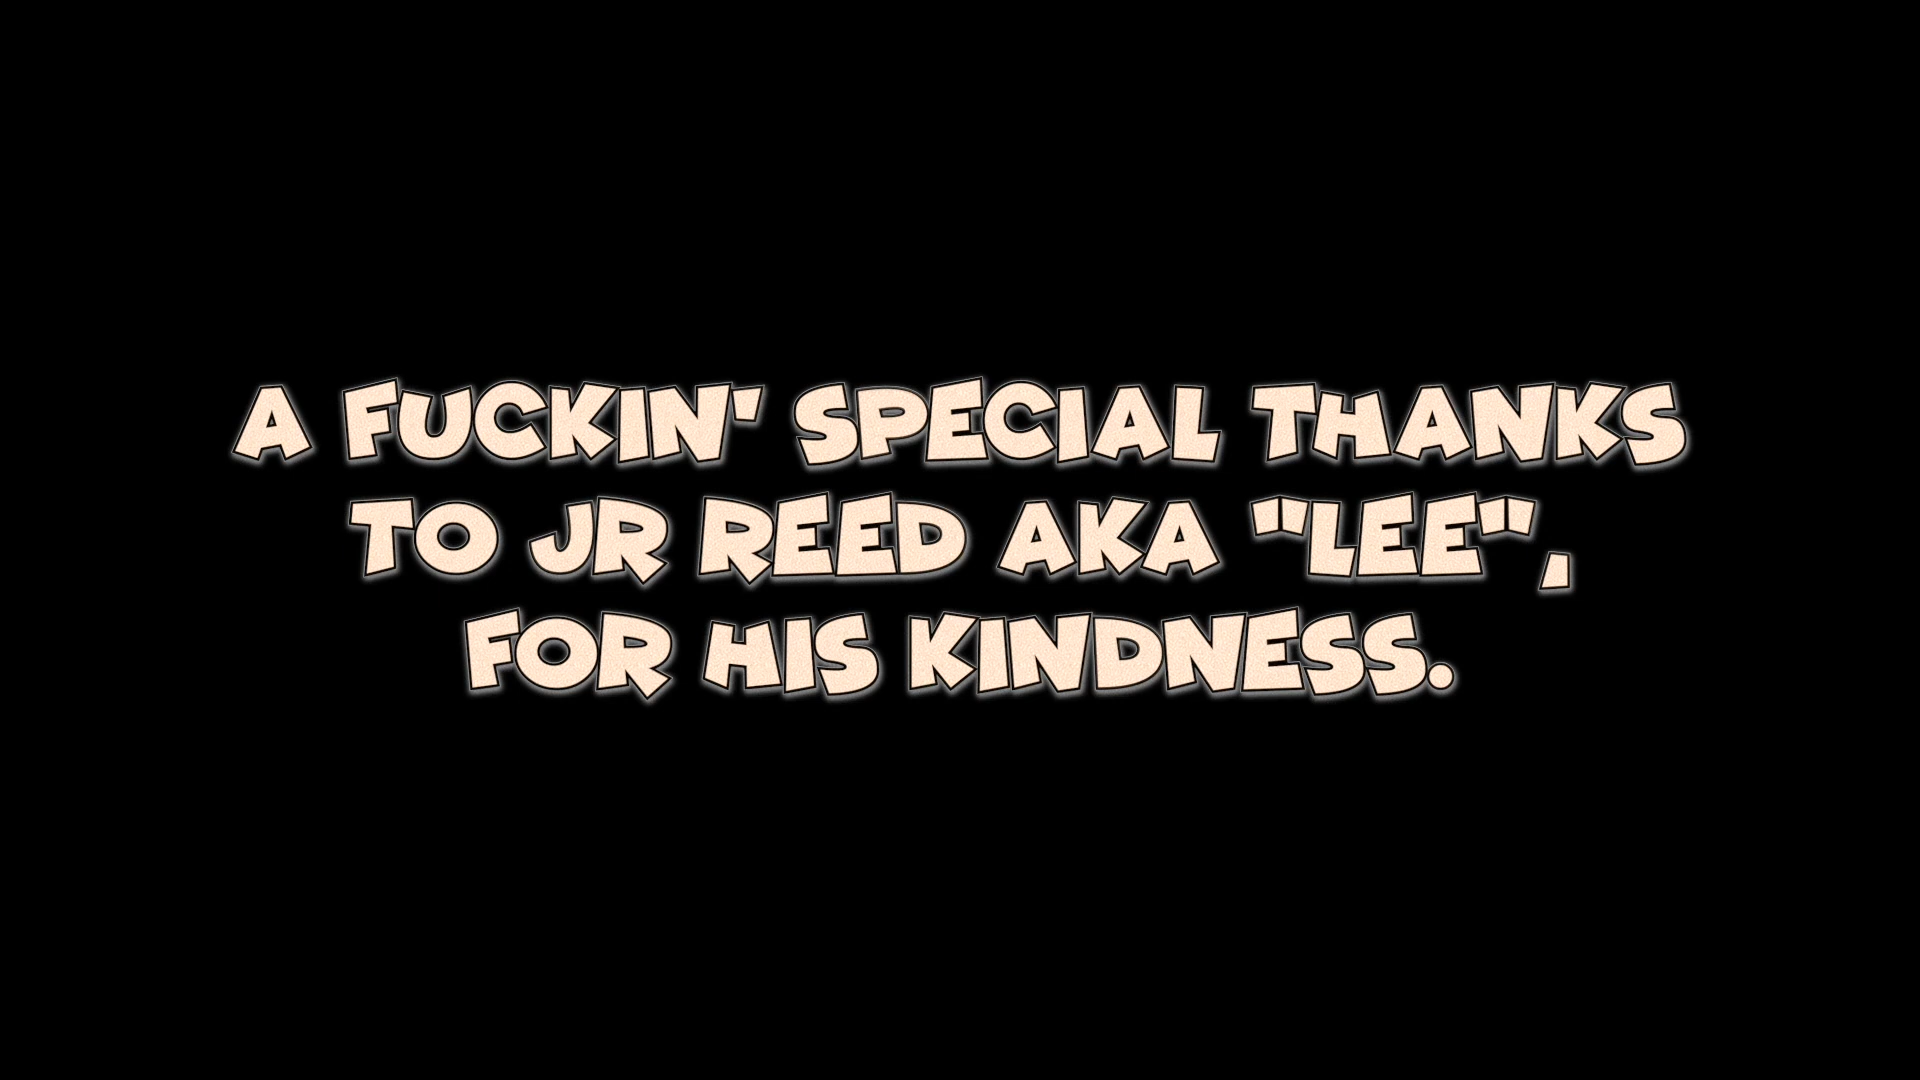 A FUCKIN' SPECIAL THANKS
TO JR REED AKA "LEE",
FOR HIS KINDNESS.